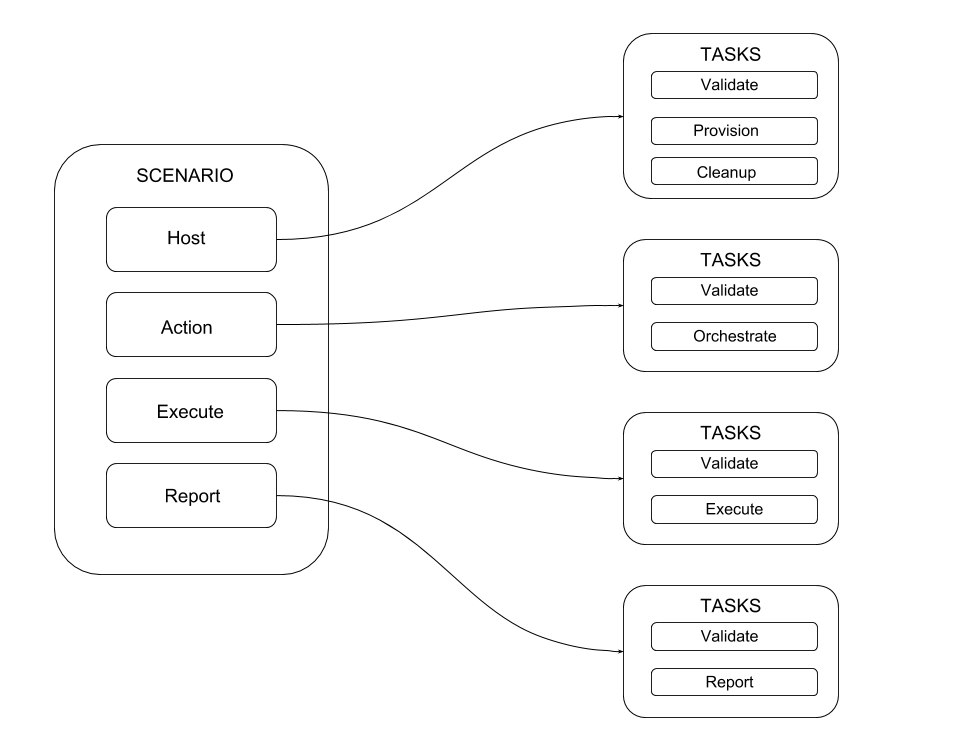 SCENARIO
Host
Action
Execute
Report
TASKS
Validate
Provision
Cleanup
TASKS
Validate
Orchestrate
TASKS
Validate
Execute
TASKS
Validate
Report